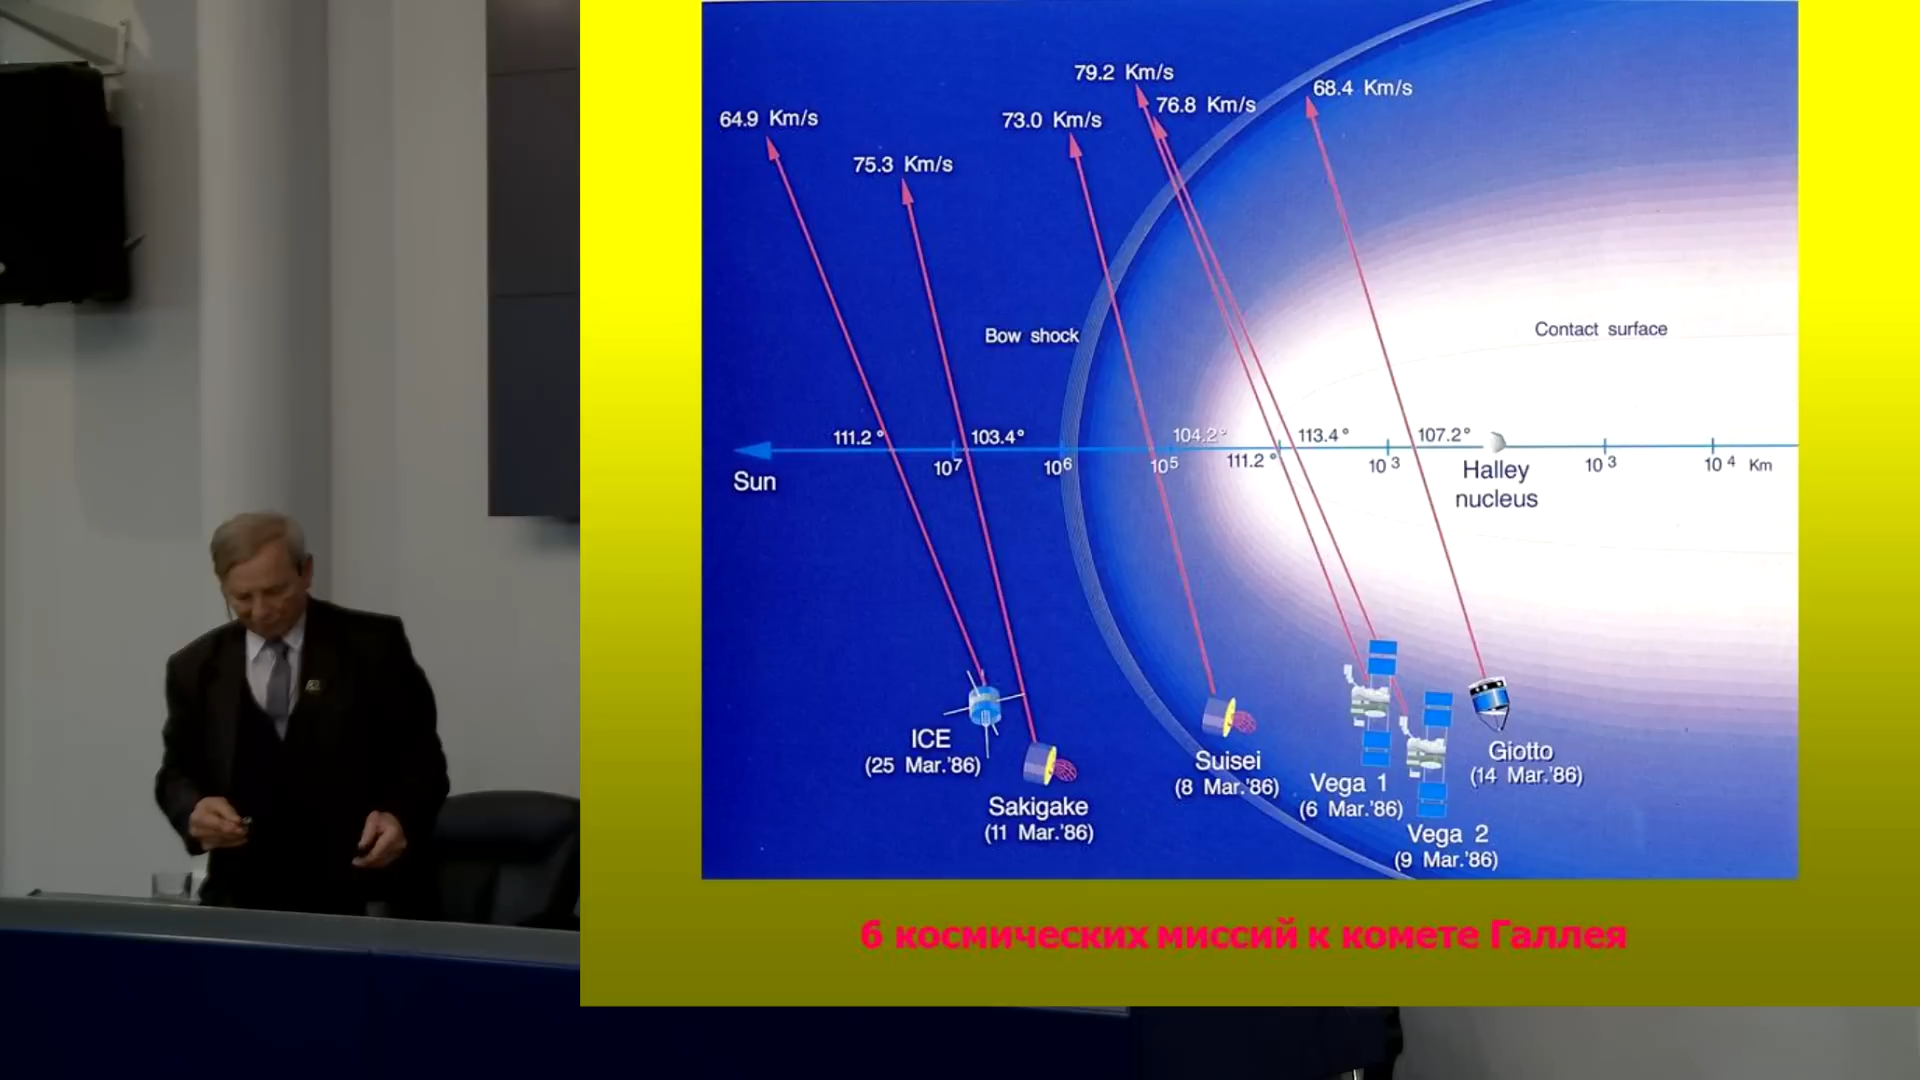 79.2 Km/s
68.4 Km/s
76.8 Km/s
64.9 Km/s
73.0 Km/s
75.3 Km/s
Bow shock
Contact surface
111.2 °
103.4°
104.2°
113.4 °
107.2°
Sun
10⁷
10⁶
10⁵
111.2 °
10³
10³
10⁴ Km
Halley
nucleus
ICE
(25 Mar.'86)
Sakigake
(11 Mar.'86)
Suisei
(8 Mar.'86)
Vega 1
(6 Mar.'86)
Vega 2
(9 Mar.'86)
Giotto
(14 Mar.'86)
6 космических миссий к комете Галлея